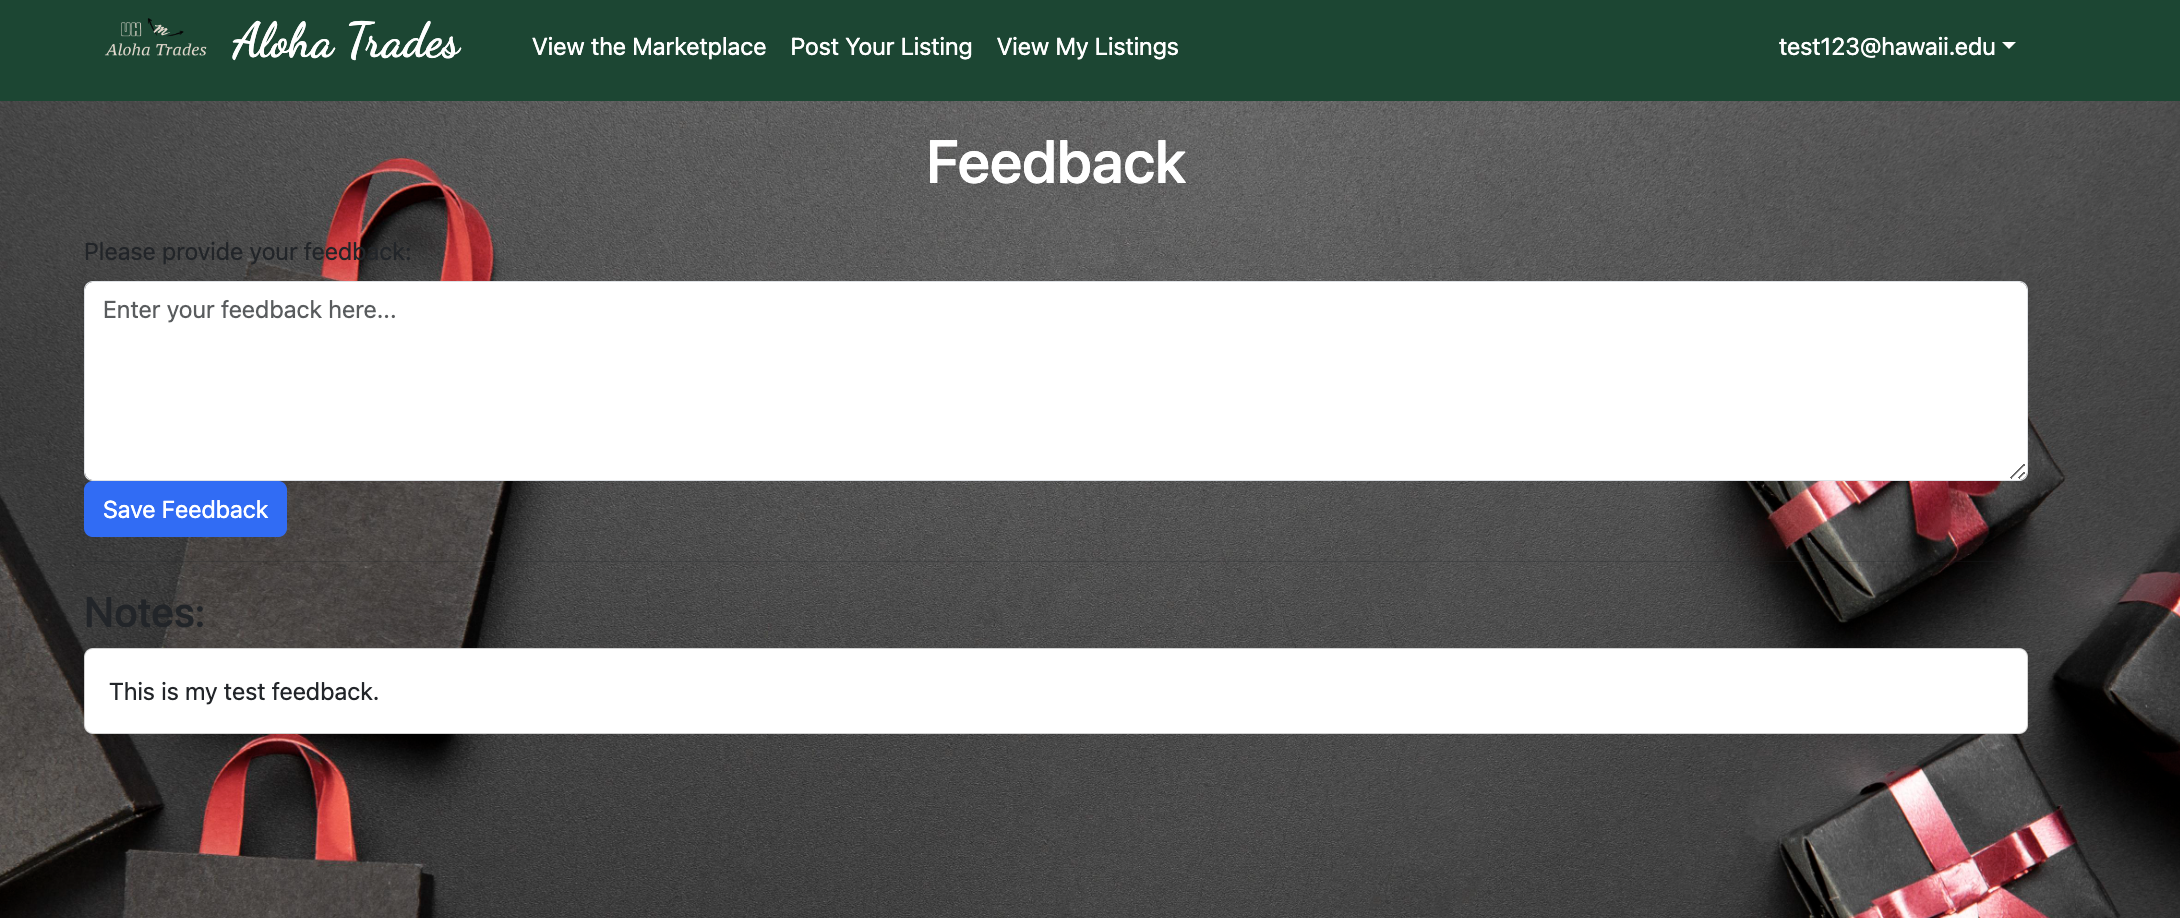 UH M
Aloha Trades
Aloha Trades
View the Marketplace
Post Your Listing
View My Listings
test123@hawaii.edu
Feedback
Please provide your feedback:
Enter your feedback here...
Save Feedback
Notes:
This is my test feedback.